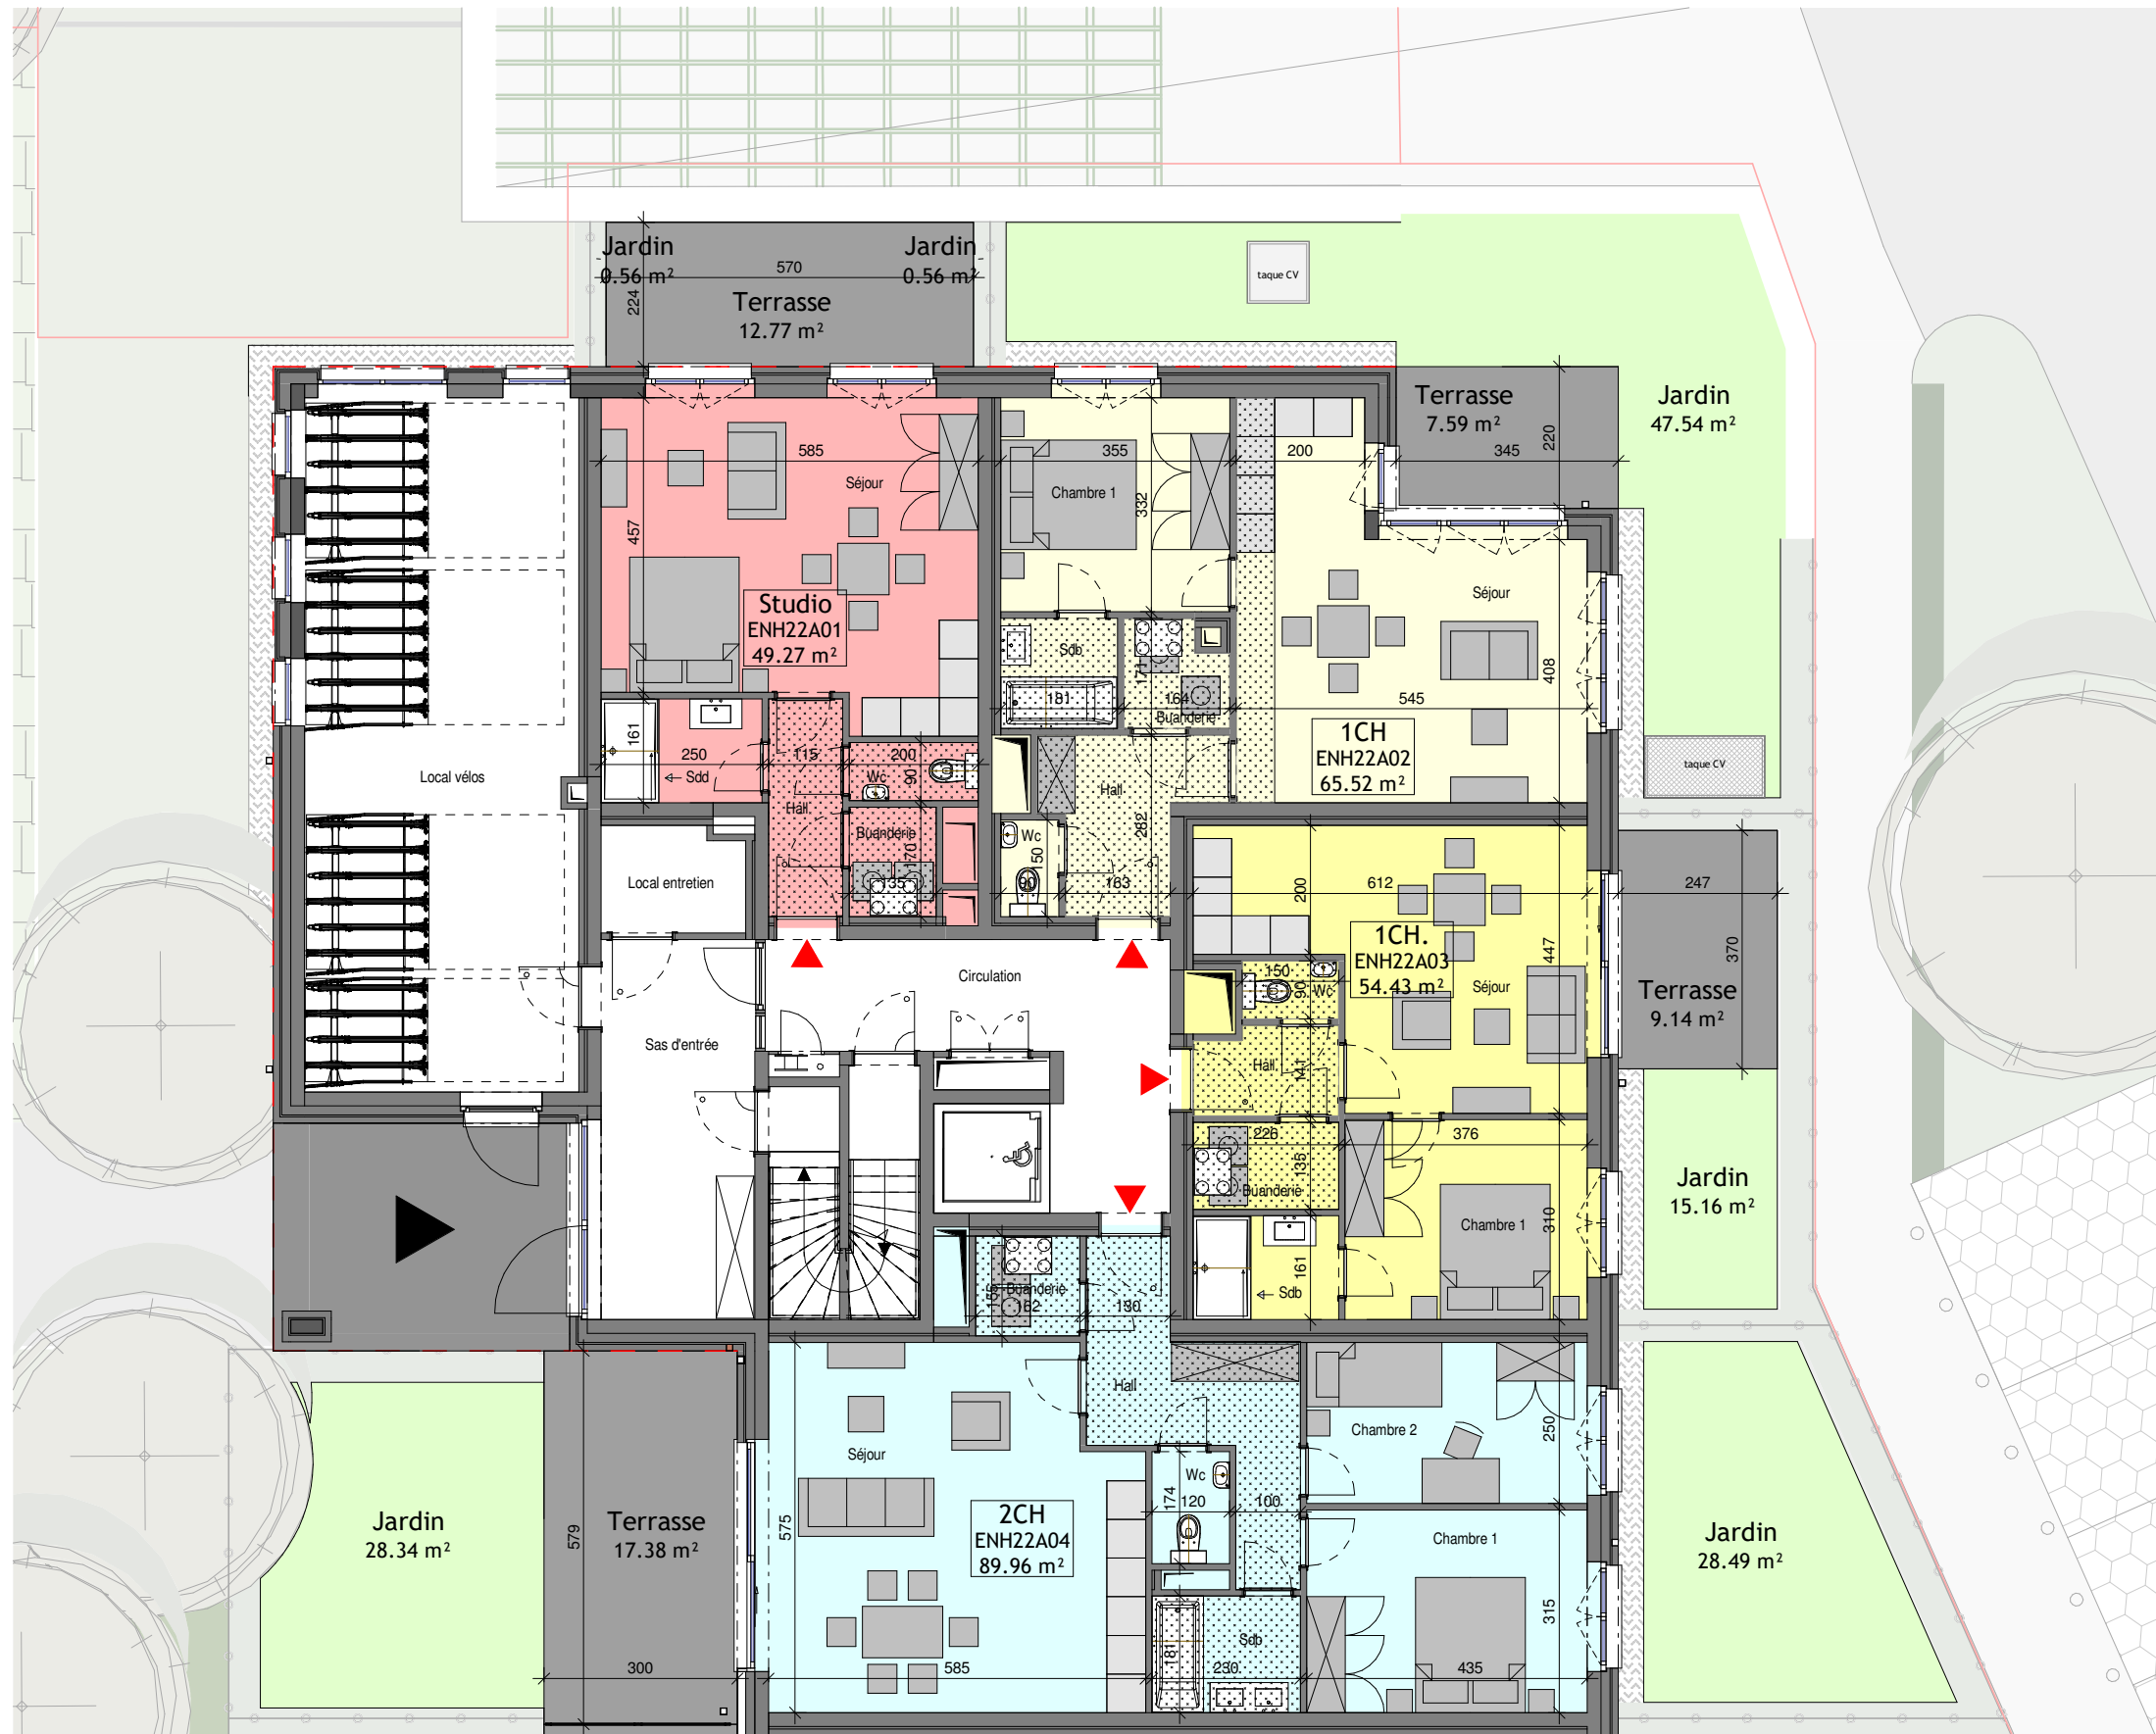 Jardin
0.56 m²
570
Jardin
0.56 m²
224
Terrasse
12.77 m²
taque CV
Terrasse
7.59 m²
220
345
Jardin
47.54 m²
585
Séjour
457
355
Chambre 1
332
200
Séjour
408
545
Studio
ENH22A01
49.27 m²
Sdb
181
171
164
Buanderie
1CH
ENH22A02
65.52 m²
taque CV
161
250
Sdd
115
200
Wc
90
Hall
Buanderie
170
135
Hall
282
Wc
150
90
163
Local vélos
Local entretien
200
612
1CH.
ENH22A03
54.43 m²
447
Séjour
247
370
Terrasse
9.14 m²
Circulation
Sas d'entrée
150
90
Wc
Hall
141
226
135
Buanderie
376
Chambre 1
310
161
Sdb
Jardin
15.16 m²
Buanderie
162
130
Hall
Chambre 2
250
Séjour
575
2CH
ENH22A04
89.96 m²
Wc
174
120
100
Chambre 1
315
Sdb
181
230
585
435
Jardin
28.34 m²
579
Terrasse
17.38 m²
300
Jardin
28.49 m²